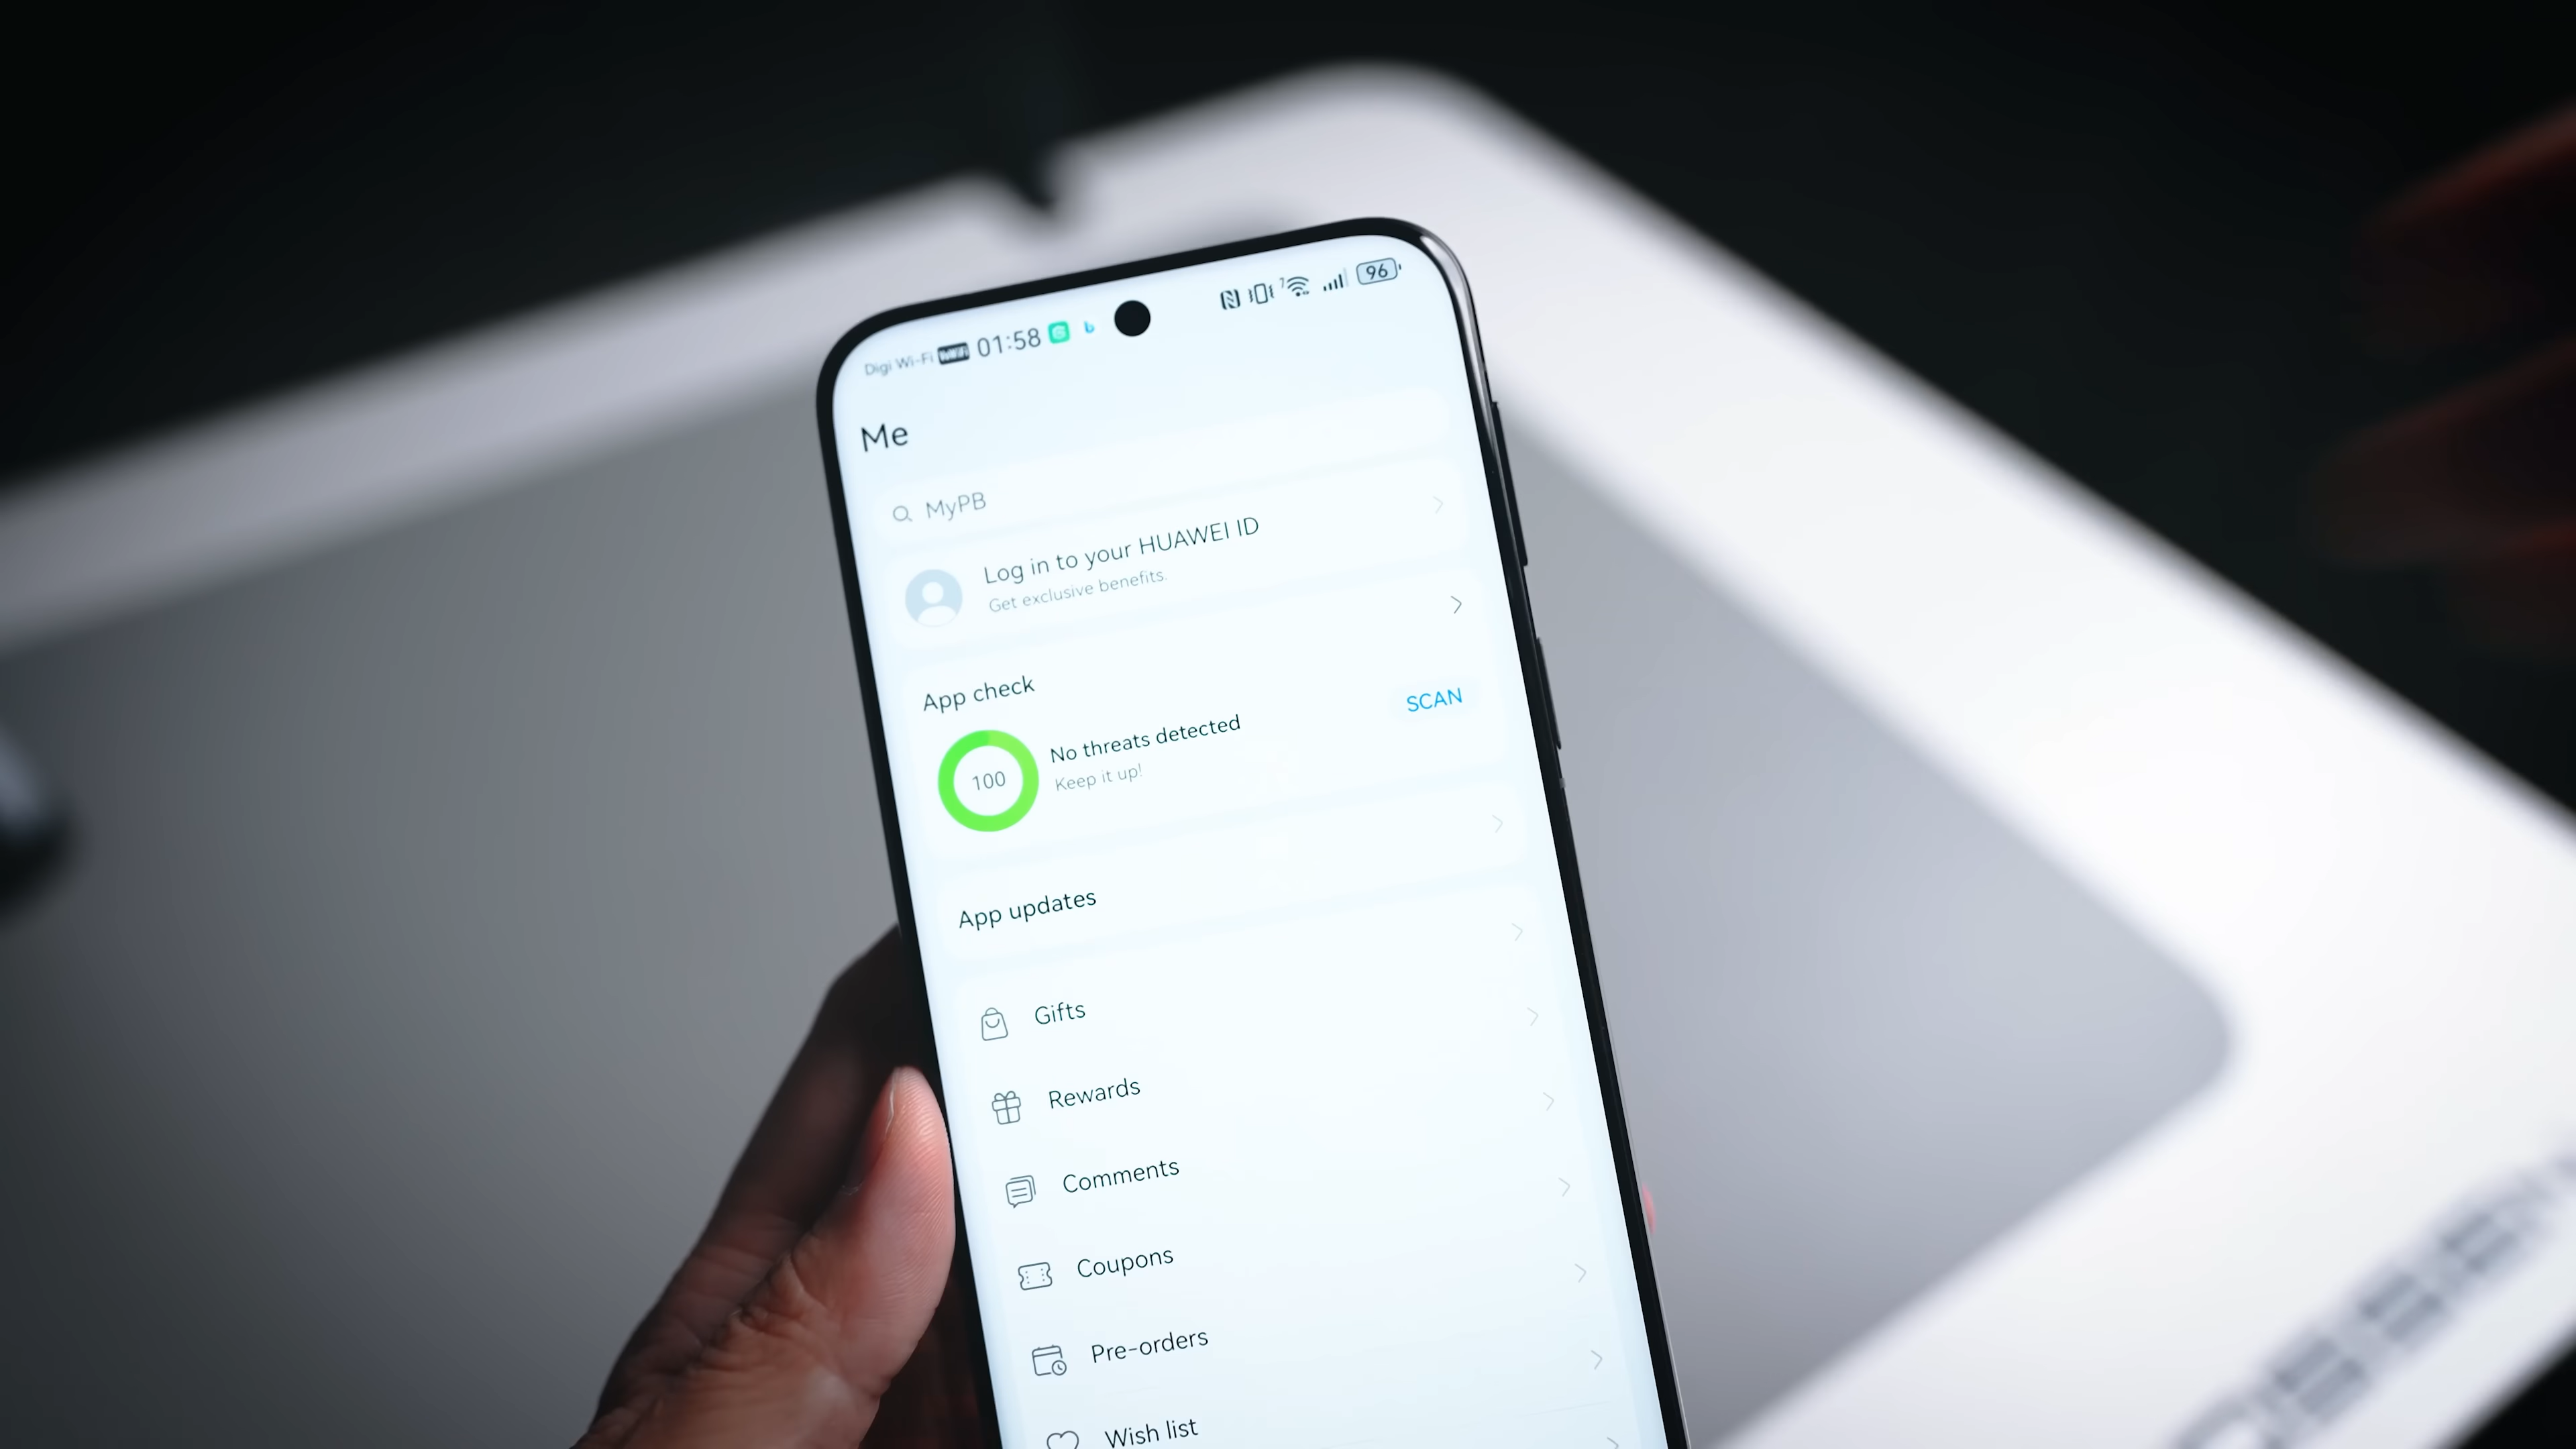 Digi Wi-Fi 01:58
7
96
Me
MyPB
Log in to your HUAWEI ID
Get exclusive benefits.
App check
100
No threats detected
Keep it up!
SCAN
App updates
Gifts
Rewards
Comments
Coupons
Pre-orders
Wish list